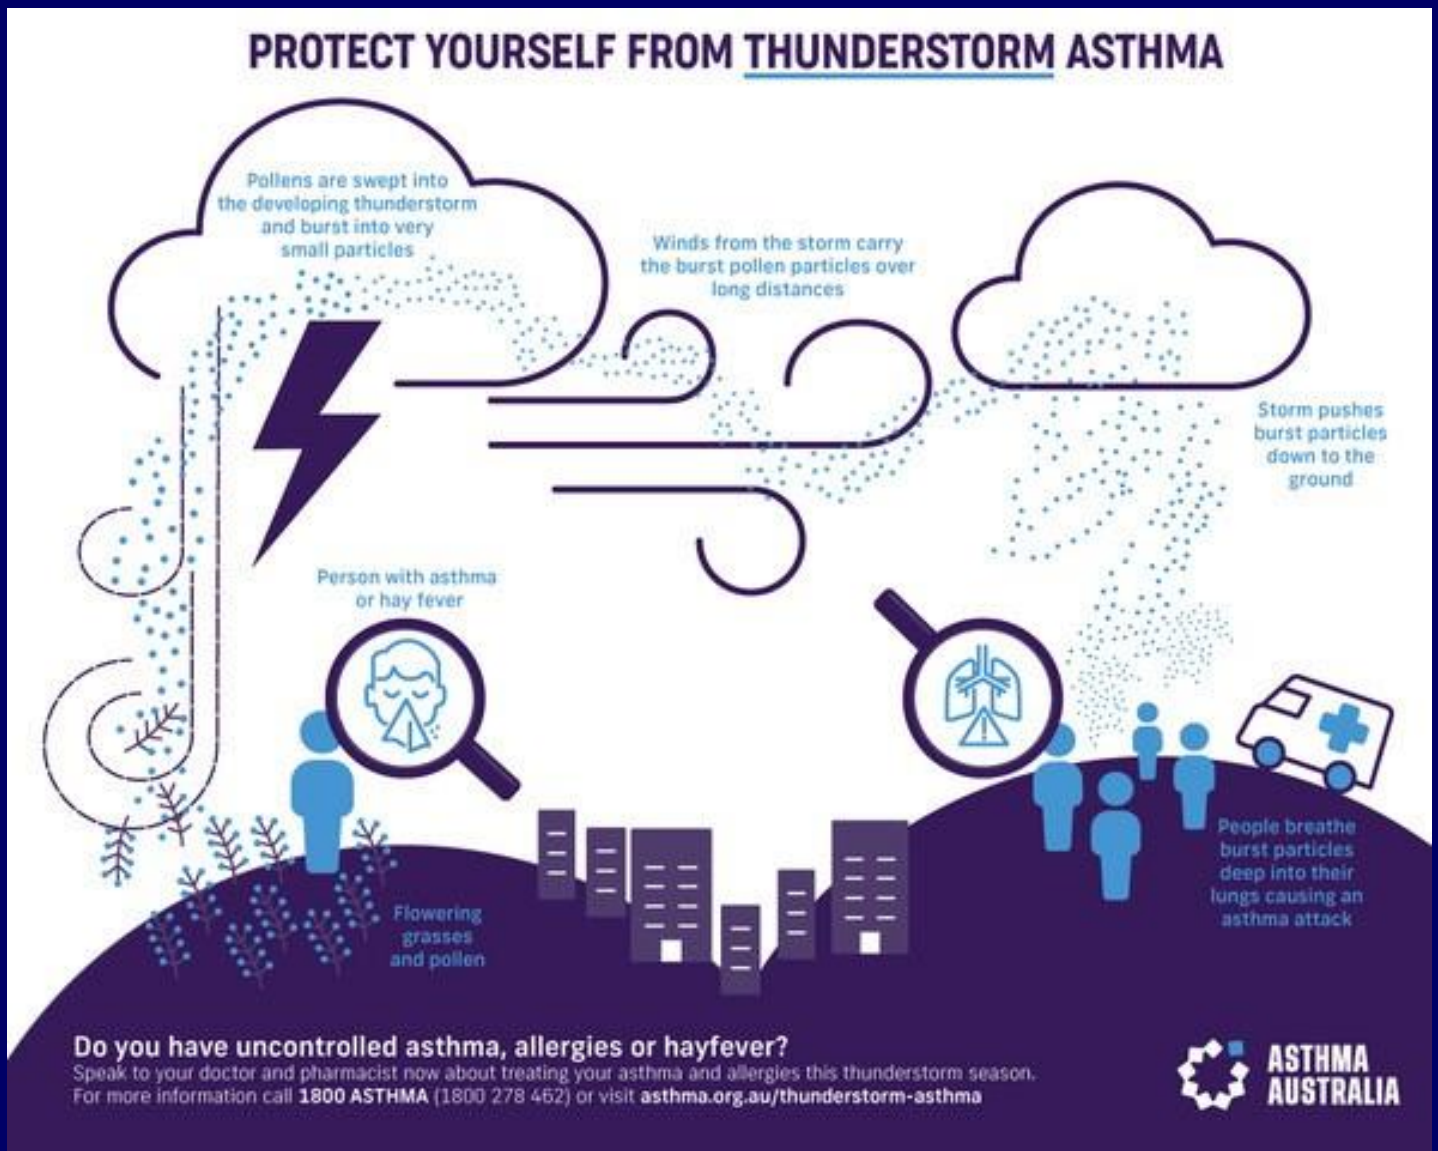 PROTECT YOURSELF FROM THUNDERSTORM ASTHMA
Pollens are swept into
the developing thunderstorm
and burst into very
small particles
Winds from the storm carry
the burst pollen particles over
long distances
Storm pushes
burst particles
down to the
ground
Person with asthma
or hay fever
People breathe
burst particles
deep into their
lungs causing an
asthma attack
Flowering
grasses
and pollen
Do you have uncontrolled asthma, allergies or hayfever?
Speak to your doctor and pharmacist now about treating your asthma and allergies this thunderstorm season.
For more information call 1800 ASTHMA (1800 278 462) or visit asthma.org.au/thunderstorm-asthma
ASTHMA
AUSTRALIA